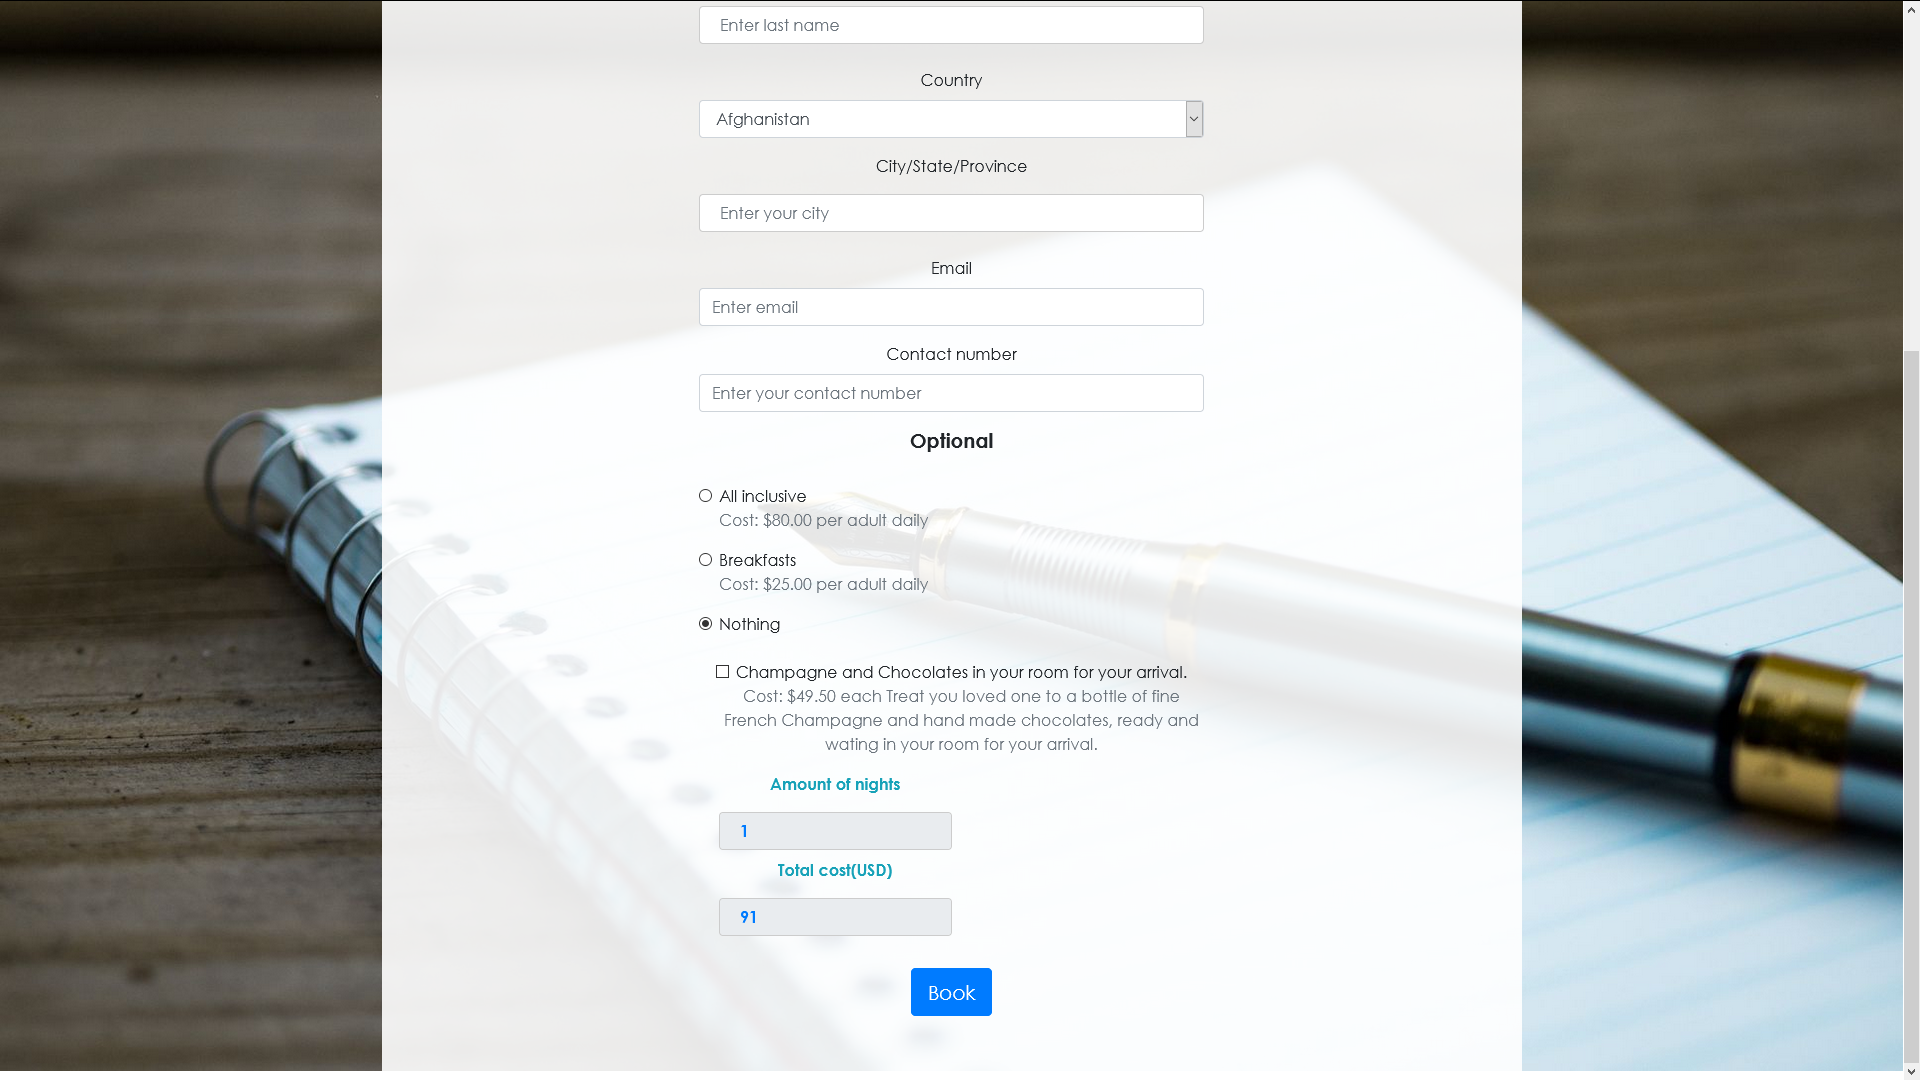 Enter last name
Country
Afghanistan
City/State/Province
Enter your city
Email
Enter email
Contact number
Enter your contact number
Optional
All inclusive
Cost: $80.00 per adult daily
Breakfasts
Cost: $25.00 per adult daily
Nothing
Champagne and Chocolates in your room for your arrival.
Cost: $49.50 each Treat you loved one to a bottle of fine
French Champagne and hand made chocolates, ready and
wating in your room for your arrival.
Amount of nights
1
Total cost(USD)
91
Book